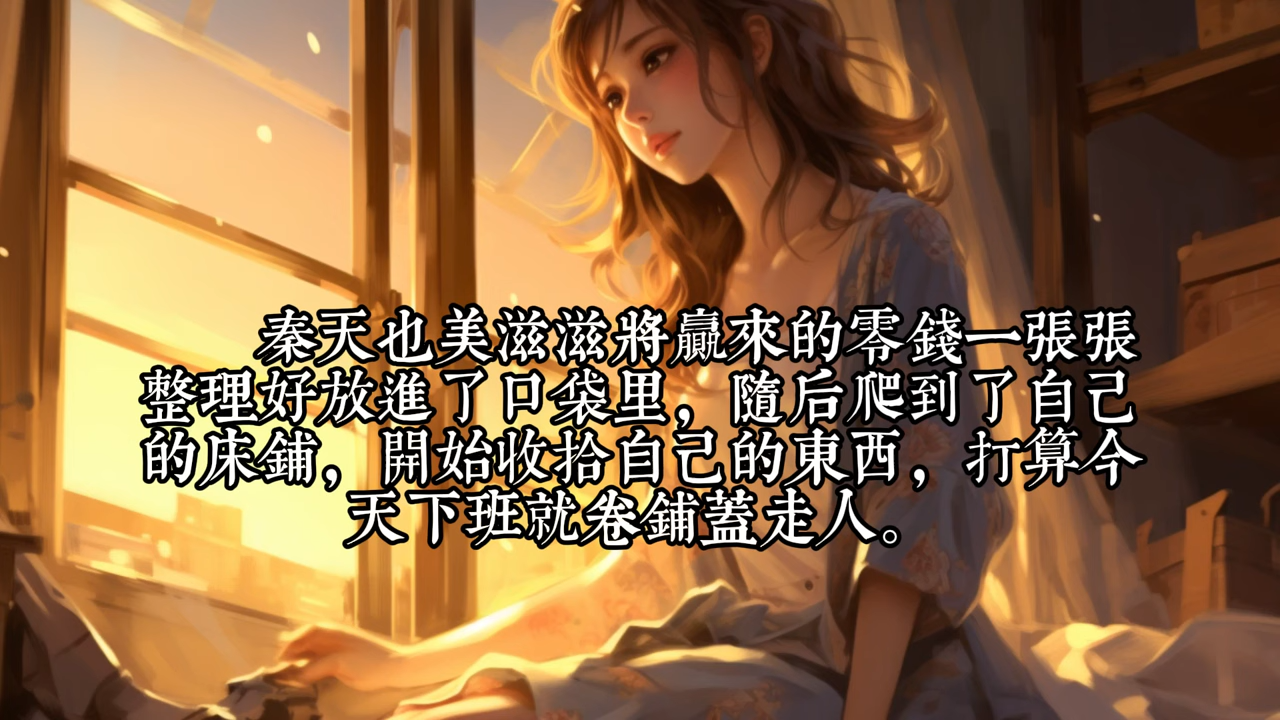 秦天也美滋滋將贏來的零錢一張張
整理好放進了口袋里，隨后爬到了自己
的床鋪，開始收拾自己的東西，打算今
天下班就卷鋪蓋走人。